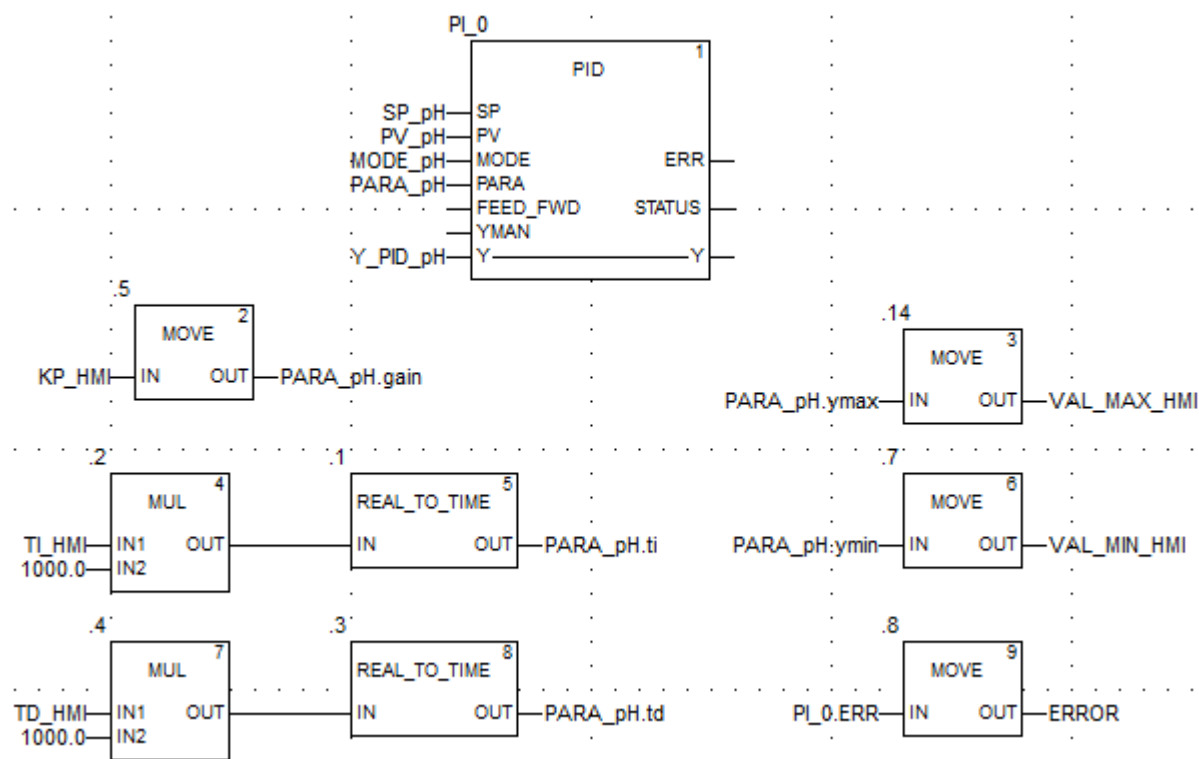 PI_0
1
PID
SP_pH SP
PV_pH PV
MODE_pH MODE ERR
PARA_pH PARA
FEED_FWD STATUS
YMAN
Y_PID_pH Y Y
.5
2
MOVE
KP_HMI IN OUT PARA_pH.gain
.14
3
MOVE
PARA_pH.ymax IN OUT VAL_MAX_HMI
.2
4
MUL
TI_HMI IN1 OUT
1000.0 IN2
.1
5
REAL_TO_TIME
IN OUT PARA_pH.ti
.7
6
MOVE
PARA_pH.ymin IN OUT VAL_MIN_HMI
.4
7
MUL
TD_HMI IN1 OUT
1000.0 IN2
.3
8
REAL_TO_TIME
IN OUT PARA_pH.td
.8
9
MOVE
PI_0.ERR IN OUT ERROR